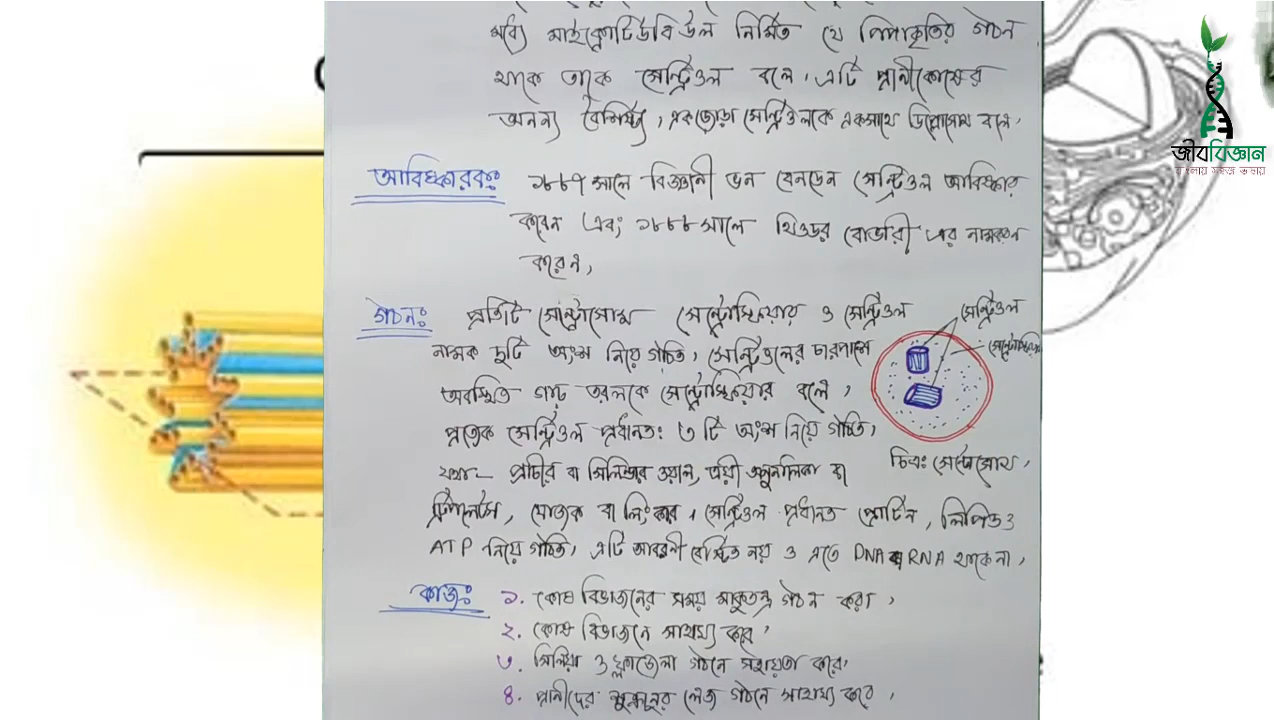 মধ্যে মাইক্রোটিউবিউল নির্মিত যে পিপাকৃতির গঠন
থাকে তাকে সেন্ট্রিওল বলে। এটি প্রাণীকোষের
অনন্য বৈশিষ্ট্য, একজোড়া সেন্ট্রিওলকে একসাথে ডিপ্লোসোম বলে।
আবিষ্কারকঃ ১৮৮৭ সালে বিজ্ঞানী ভন বেনডেন সেন্ট্রিওল আবিষ্কার
করেন এবং ১৮৮৮ সালে থিওডর বোভারী এর নামকরণ
করেন,
গঠনঃ প্রতিটি সেন্ট্রোসোম সেন্ট্রোস্ফিয়ার ও সেন্ট্রিওল
নামক দুটি অংশ নিয়ে গঠিত, সেন্ট্রিওলের চারপাশে
অবস্থিত গাঢ় তরলকে সেন্ট্রোস্ফিয়ার বলে,
প্রত্যেক সেন্ট্রিওল প্রধানতঃ ৩ টি অংশ নিয়ে গঠিত,
যথা- প্রাচীর বা সিলিন্ডার ওয়াল, ত্রয়ী অনুনালিকা বা
ট্রিপলেটস, যোজক বা লিংকার। সেন্ট্রিওল প্রধানত প্রোটিন, লিপিড ও
ATP নিয়ে গঠিত, এটি আবরণী বেষ্টিত নয় ও এতে DNA ও RNA থাকে না,
সেন্ট্রিওল
সেন্ট্রোস্ফিয়ার
চিত্রঃ সেন্ট্রোসোম,
কাজঃ ১. কোষ বিভাজনের সময় মাকুতন্ত্র গঠন করা,
২. কোষ বিভাজনে সাহায্য করে,
৩. সিলিয়া ও ফ্লাজেলা গঠনে সহায়তা করে,
৪. প্রাণীদের শুক্রানুর লেজ গঠনে সাহায্য করে,
জীববিজ্ঞান